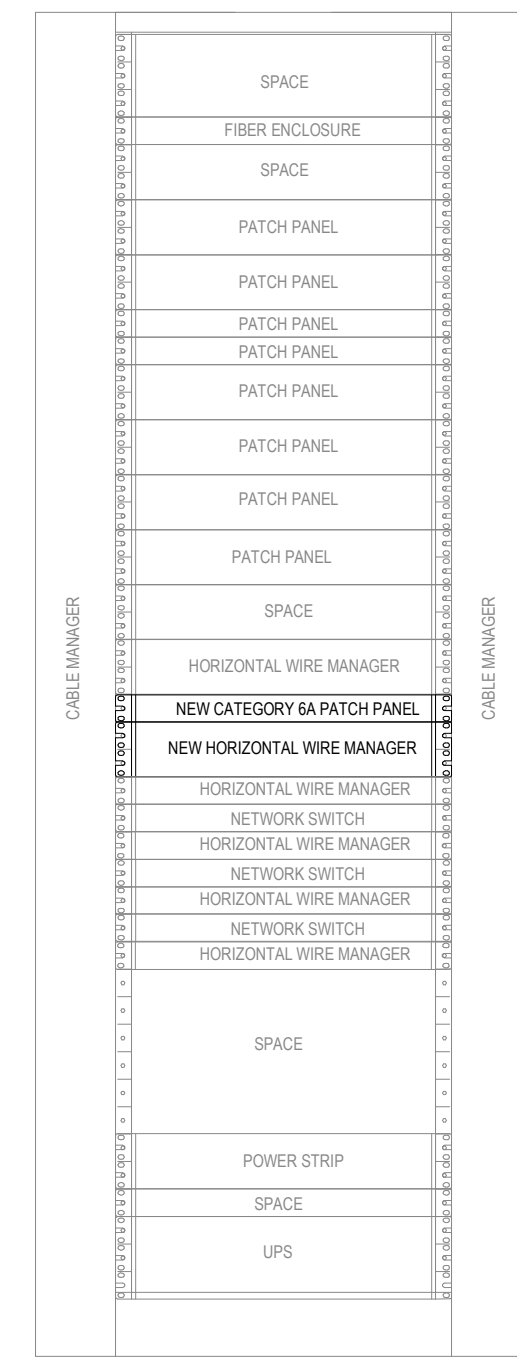 SPACE
FIBER ENCLOSURE
SPACE
PATCH PANEL
PATCH PANEL
PATCH PANEL
PATCH PANEL
PATCH PANEL
PATCH PANEL
PATCH PANEL
PATCH PANEL
SPACE
HORIZONTAL WIRE MANAGER
CABLE MANAGER
CABLE MANAGER
NEW CATEGORY 6A PATCH PANEL
NEW HORIZONTAL WIRE MANAGER
HORIZONTAL WIRE MANAGER
NETWORK SWITCH
HORIZONTAL WIRE MANAGER
NETWORK SWITCH
HORIZONTAL WIRE MANAGER
NETWORK SWITCH
HORIZONTAL WIRE MANAGER
SPACE
POWER STRIP
SPACE
UPS